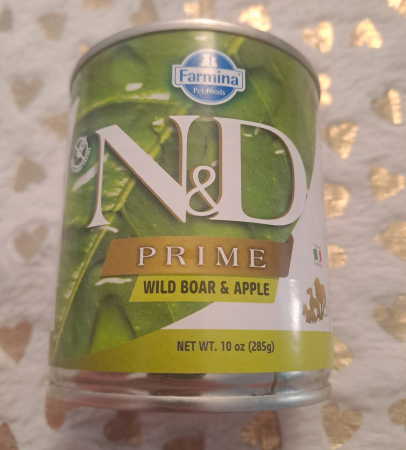 Farmina
Pet Foods
N&D
PRIME
WILD BOAR & APPLE
NET WT. 10 oz (285g)